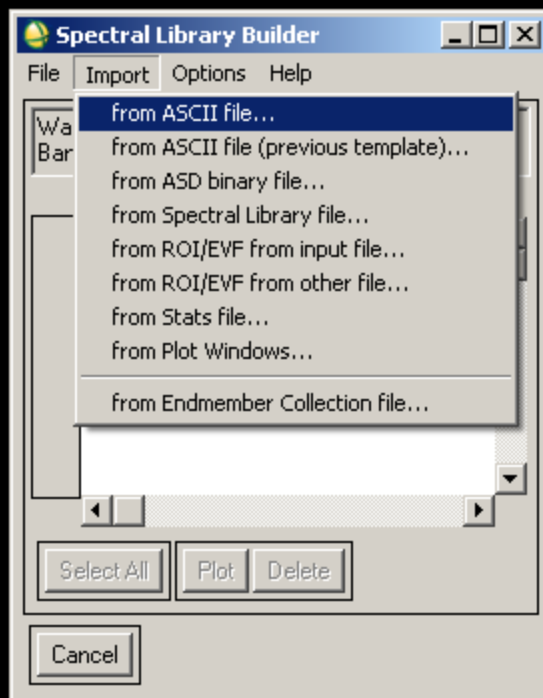 Spectral Library Builder
File Import Options Help
Wa
Bar
from ASCII file...
from ASCII file (previous template)...
from ASD binary file...
from Spectral Library file...
from ROI/EVF from input file...
from ROI/EVF from other file...
from Stats file...
from Plot Windows...
from Endmember Collection file...
Select All Plot Delete
Cancel